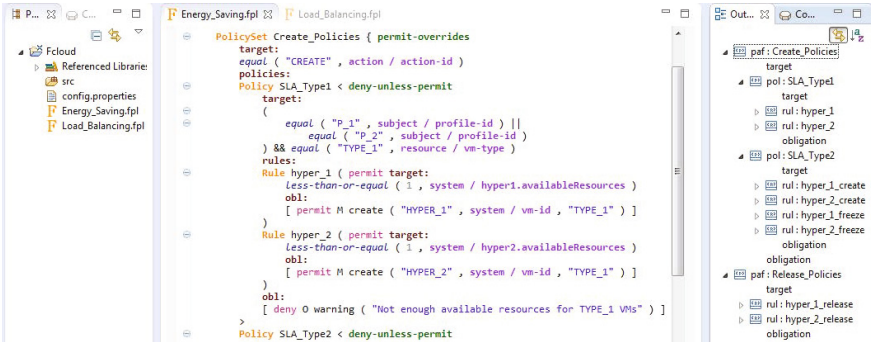 P...
C...
Fcloud
Referenced Librarie
src
config.properties
Energy_Saving.fpl
Load_Balancing.fpl
Energy_Saving.fpl
Load_Balancing.fpl
PolicySet Create_Policies { permit-overrides
target:
equal ( "CREATE" , action / action-id )
policies:
Policy SLA_Type1 < deny-unless-permit
target:
(
equal ( "P_1" , subject / profile-id ) ||
equal ( "P_2" , subject / profile-id )
) && equal ( "TYPE_1" , resource / vm-type )
rules:
Rule hyper_1 ( permit target:
less-than-or-equal ( 1 , system / hyper1.availableResources )
obl:
[ permit M create ( "HYPER_1" , system / vm-id , "TYPE_1" ) ]
)
Rule hyper_2 ( permit target:
less-than-or-equal ( 1 , system / hyper2.availableResources )
obl:
[ permit M create ( "HYPER_2" , system / vm-id , "TYPE_1" ) ]
)
obl:
[ deny O warning ( "Not enough available resources for TYPE_1 VMs" ) ]
>
Policy SLA_Type2 < deny-unless-permit
Out...
Co...
paf : Create_Policies
target
pol : SLA_Type1
target
rul : hyper_1
rul : hyper_2
obligation
pol : SLA_Type2
target
rul : hyper_1_create
rul : hyper_2_create
rul : hyper_1_freeze
rul : hyper_2_freeze
obligation
obligation
paf : Release_Policies
target
rul : hyper_1_release
rul : hyper_2_release
obligation